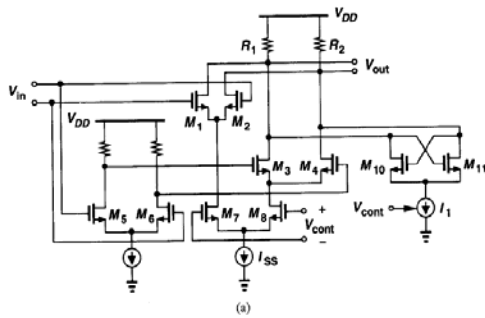 VDD
R1 R2
Vout
Vin
VDD
M1 M2
M3 M4
M10 M11
M5 M6 M7 M8
+
Vcont
−
Vcont I1
ISS
(a)